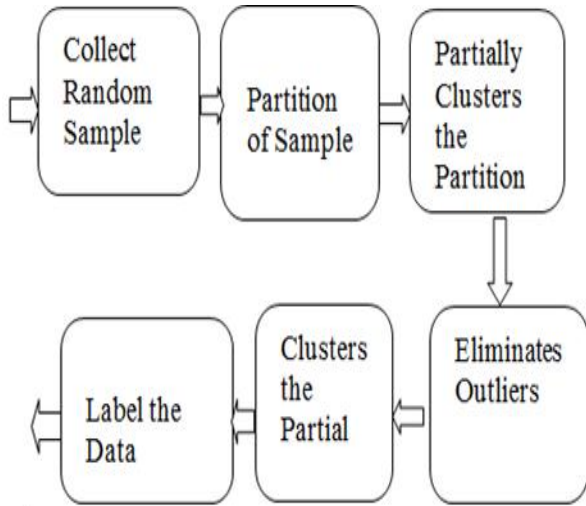 Collect
Random
Sample
Partition
of Sample
Partially
Clusters
the
Partition
Eliminates
Outliers
Clusters
the
Partial
Label the
Data